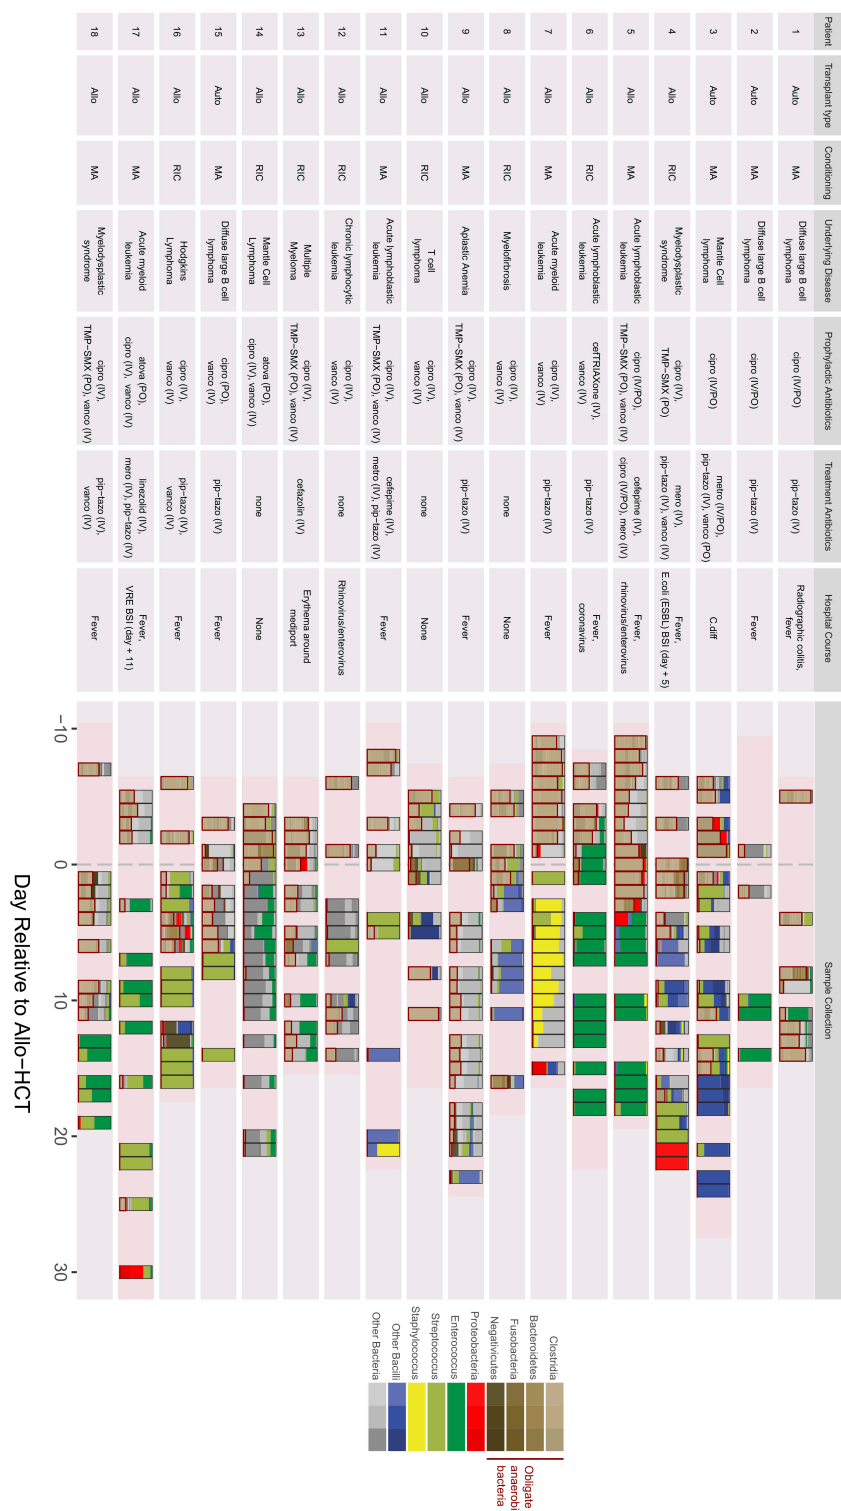 Patient
Transplant type
Conditioning
Underlying Disease
Prophylactic Antibiotics
Treatment Antibiotics
Hospital Course
Sample Collection
1
Auto
MA
Diffuse large B cell
lymphoma
cipro (IV/PO)
pip−tazo (IV)
Radiographic colitis,
fever
2
Auto
MA
Diffuse large B cell
lymphoma
cipro (IV/PO)
pip−tazo (IV)
Fever
3
Auto
MA
Mantle Cell
lymphoma
cipro (IV/PO)
metro (IV/PO),
pip−tazo (IV), vanco (PO)
C.diff
4
Allo
RIC
Myelodysplastic
syndrome
cipro (IV),
TMP−SMX (PO)
mero (IV),
pip−tazo (IV), vanco (IV)
Fever,
E.coli (ESBL) BSI (day + 5)
5
Allo
MA
Acute lymphoblastic
leukemia
cipro (IV/PO),
TMP−SMX (PO), vanco (IV)
cefepime (IV),
cipro (IV/PO), mero (IV)
Fever,
rhinovirus/enterovirus
6
Allo
RIC
Acute lymphoblastic
leukemia
cefTRIAXone (IV),
vanco (IV)
pip−tazo (IV)
Fever,
coronavirus
7
Allo
MA
Acute myeloid
leukemia
cipro (IV),
vanco (IV)
pip−tazo (IV)
Fever
8
Allo
RIC
Myelofibrosis
cipro (IV),
vanco (IV)
none
None
9
Allo
MA
Aplastic Anemia
cipro (IV),
TMP−SMX (PO), vanco (IV)
pip−tazo (IV)
Fever
10
Allo
RIC
T cell
lymphoma
cipro (IV),
vanco (IV)
none
None
11
Allo
MA
Acute lymphoblastic
leukemia
cipro (IV),
TMP−SMX (PO), vanco (IV)
cefepime (IV),
metro (IV), pip−tazo (IV)
Fever
12
Allo
RIC
Chronic lymphocytic
leukemia
cipro (IV),
vanco (IV)
none
Rhinovirus/enterovirus
13
Allo
RIC
Multiple
Myeloma
cipro (IV),
TMP−SMX (PO), vanco (IV)
cefazolin (IV)
Erythema around
mediport
14
Allo
RIC
Mantle Cell
Lymphoma
atova (PO),
cipro (IV), vanco (IV)
none
None
15
Auto
MA
Diffuse large B cell
lymphoma
cipro (PO),
vanco (IV)
pip−tazo (IV)
Fever
16
Allo
RIC
Hodgkins
Lymphoma
cipro (IV),
vanco (IV)
pip−tazo (IV),
vanco (IV)
Fever
17
Allo
MA
Acute myeloid
leukemia
atova (PO),
cipro (IV), vanco (IV)
linezolid (IV),
mero (IV), pip−tazo (IV)
Fever,
VRE BSI (day + 11)
18
Allo
MA
Myelodysplastic
syndrome
cipro (IV),
TMP−SMX (PO), vanco (IV)
pip−tazo (IV),
vanco (IV)
Fever
−10
0
10
20
30
Day Relative to Allo−HCT
Clostridia
Bacteroidetes
Fusobacteria
Negativicutes
Proteobacteria
Enterococcus
Streptococcus
Staphylococcus
Other Bacilli
Other Bacteria
Obligate
anaerobi
bacteria